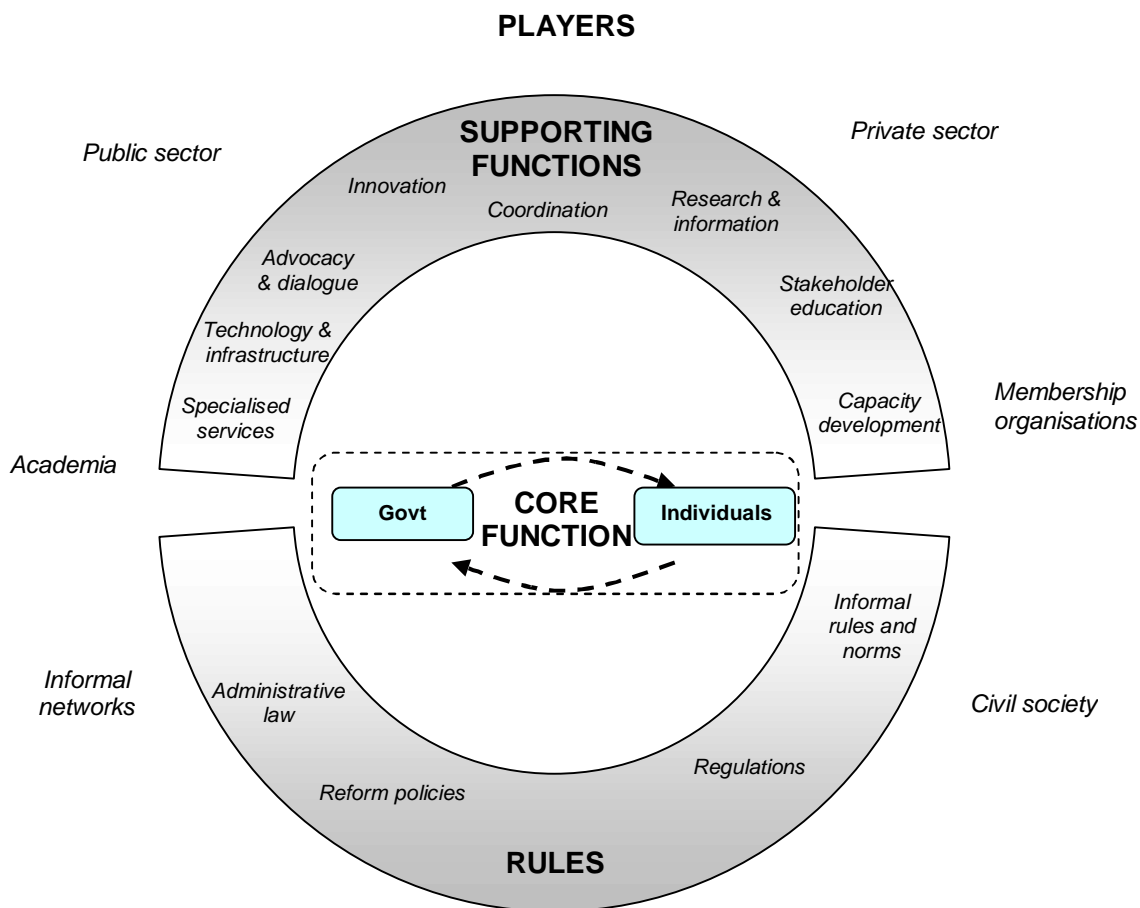 PLAYERS
Public sector
Private sector
SUPPORTING
FUNCTIONS
Innovation
Coordination
Research &
information
Advocacy
& dialogue
Stakeholder
education
Technology &
infrastructure
Specialised
services
Capacity
development
Membership
organisations
Academia
Govt
CORE
FUNCTION
Individuals
Informal
rules and
norms
Informal
networks
Administrative
law
Civil society
Regulations
Reform policies
RULES